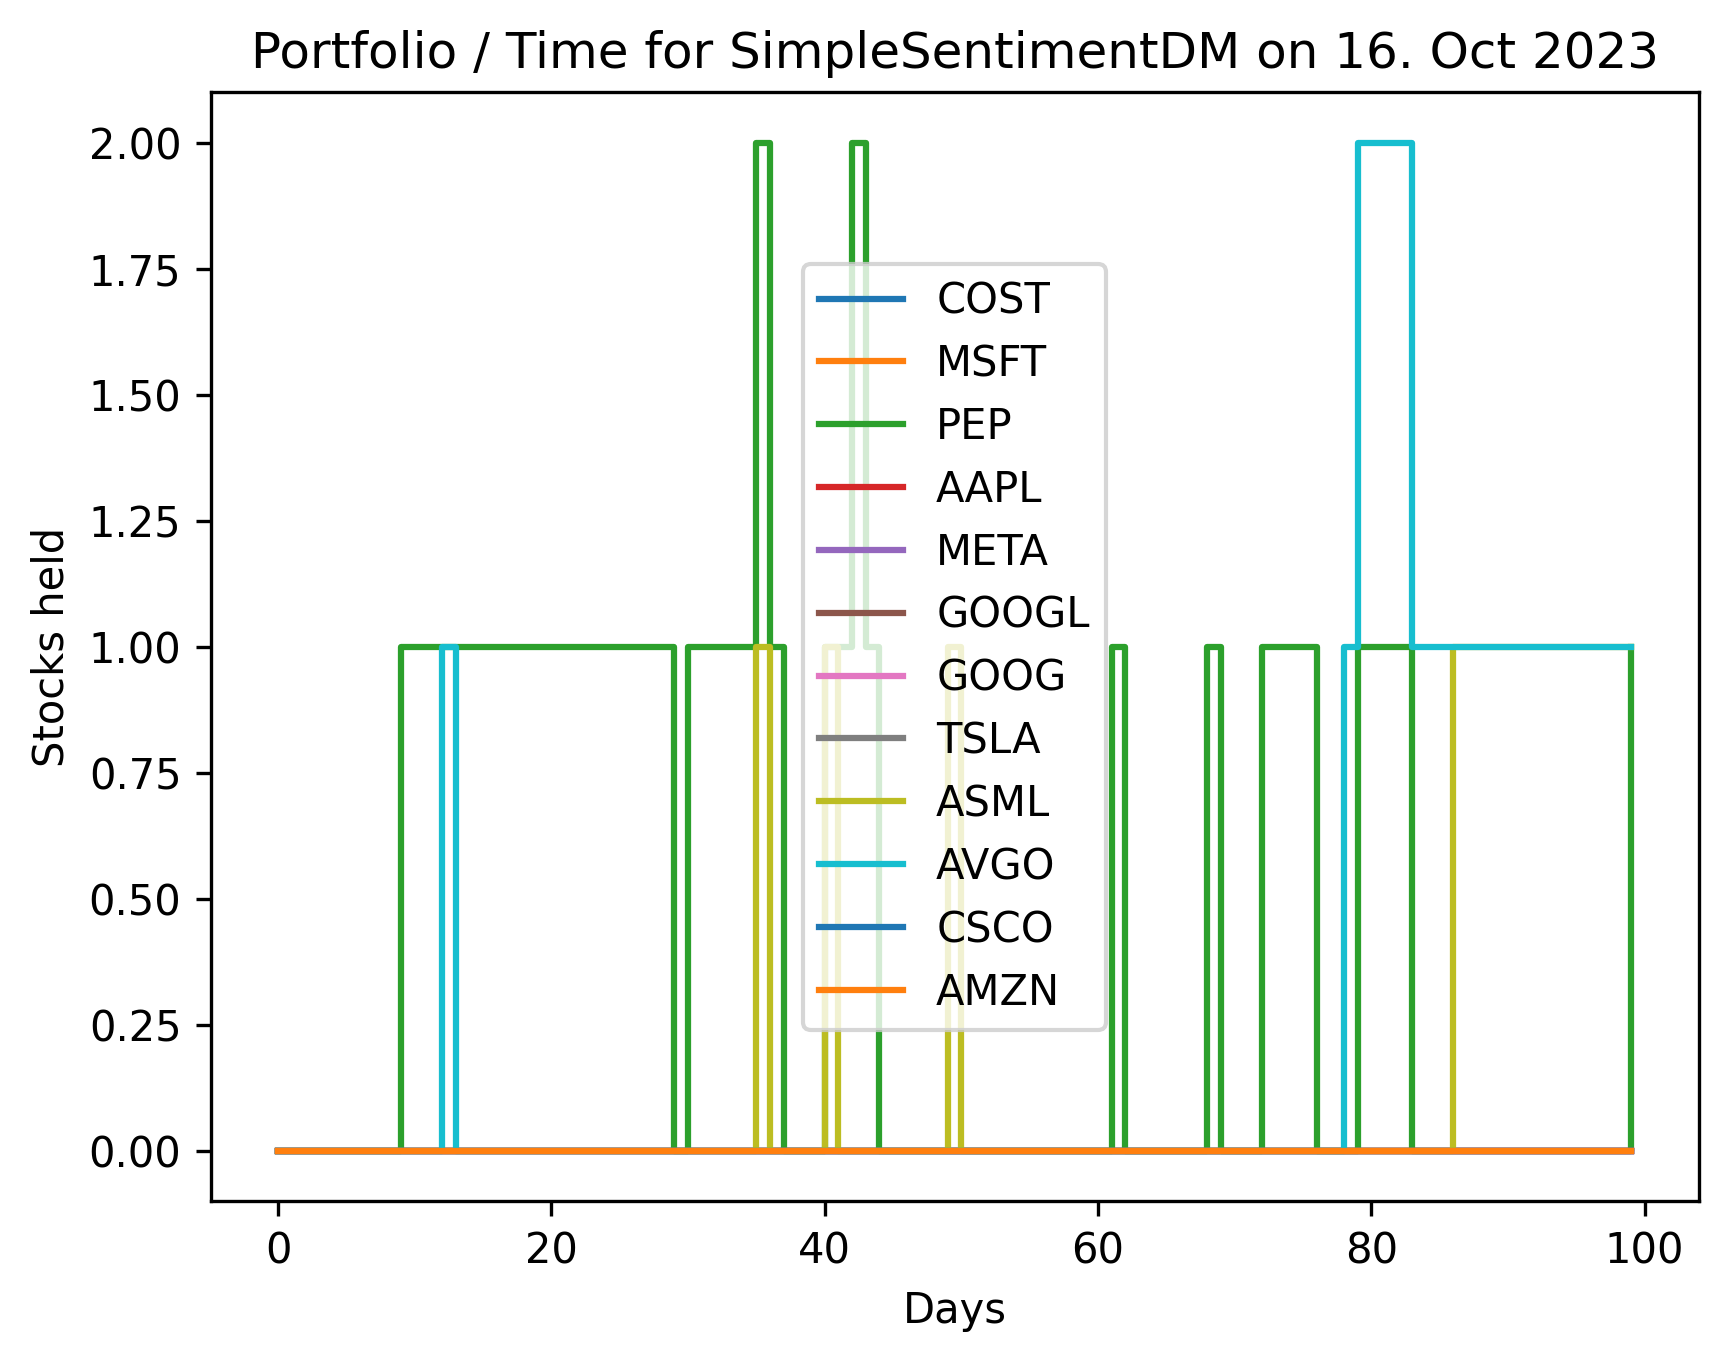 Portfolio / Time for SimpleSentimentDM on 16. Oct 2023
2.00
1.75
1.50
1.25
1.00
0.75
0.50
0.25
0.00
Stocks held
COST
MSFT
PEP
AAPL
META
GOOGL
GOOG
TSLA
ASML
AVGO
CSCO
AMZN
0 20 40 60 80 100
Days